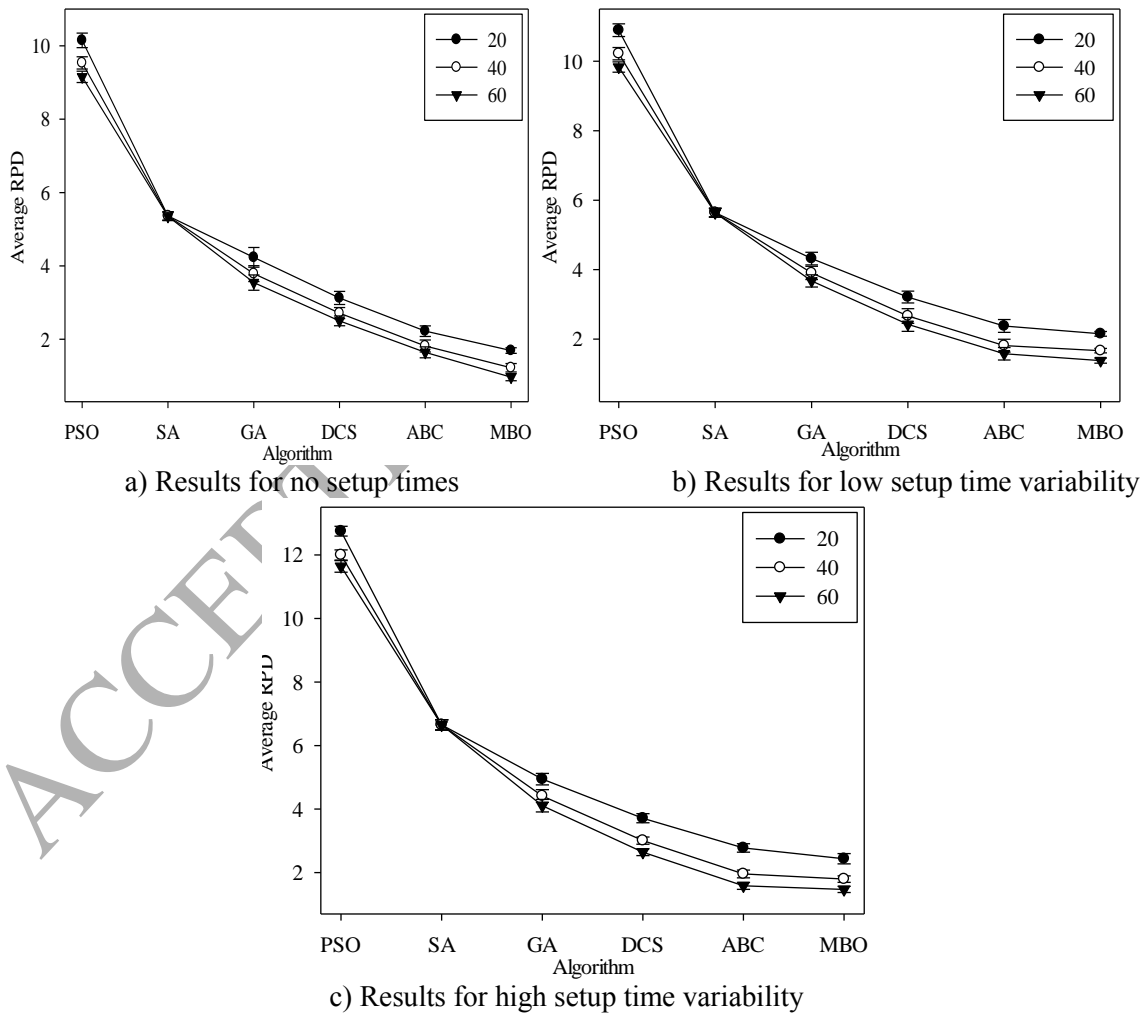 10
8
6
4
2
Average RPD
20
40
60
PSO SA GA DCS ABC MBO
Algorithm
a) Results for no setup times
10
8
6
4
2
Average RPD
20
40
60
PSO SA GA DCS ABC MBO
Algorithm
b) Results for low setup time variability
12
10
8
6
4
2
Average RPD
20
40
60
PSO SA GA DCS ABC MBO
Algorithm
c) Results for high setup time variability